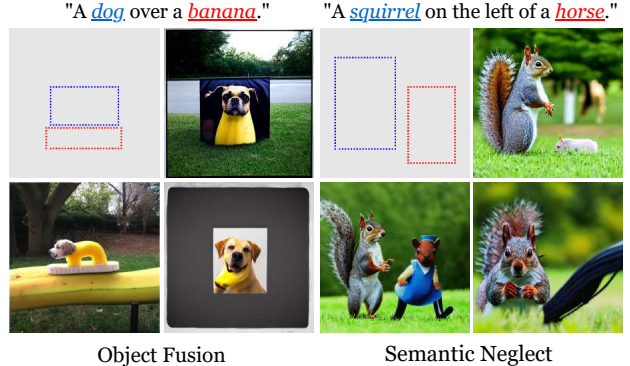 "A dog over a banana."
"A squirrel on the left of a horse."
Object Fusion
Semantic Neglect